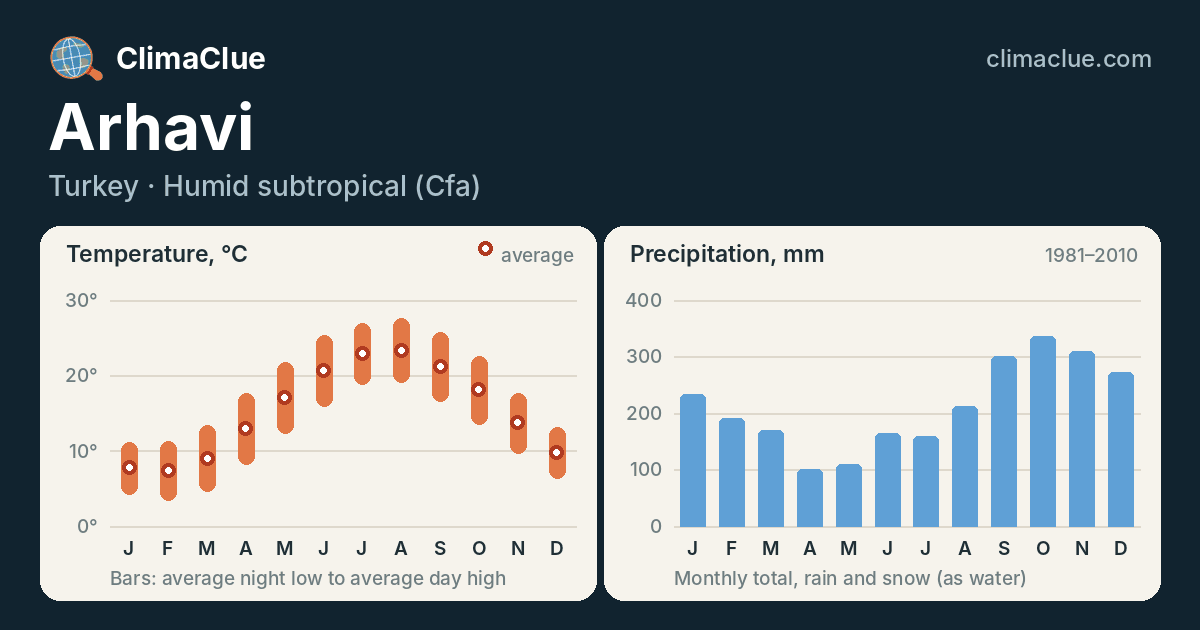 ClimaClue
climaclue.com
Arhavi
Turkey · Humid subtropical (Cfa)
Temperature, °C
average
30°
20°
10°
0°
J F M A M J J A S O N D
Bars: average night low to average day high
Precipitation, mm
1981–2010
400
300
200
100
0
J F M A M J J A S O N D
Monthly total, rain and snow (as water)